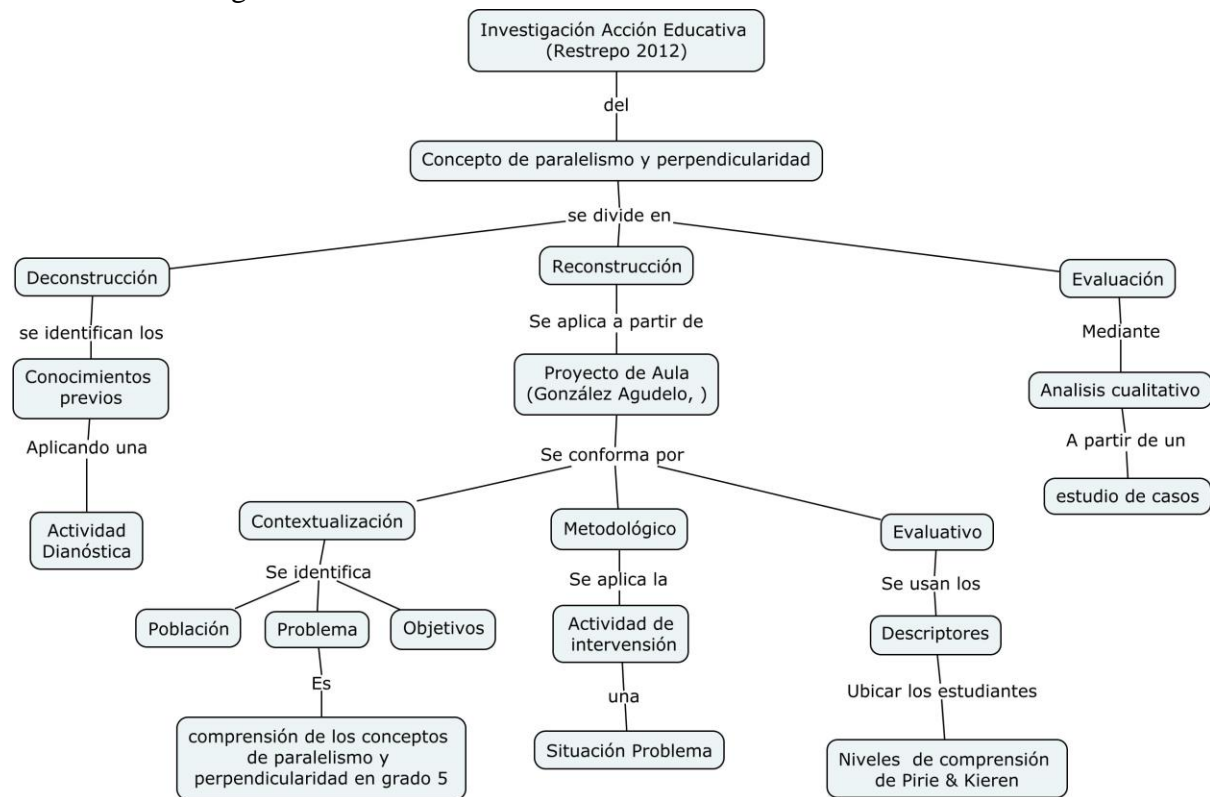 Investigación Acción Educativa
(Restrepo 2012)
del
Concepto de paralelismo y perpendicularidad
se divide en
Deconstrucción
Reconstrucción
Evaluación
se identifican los
Se aplica a partir de
Mediante
Conocimientos
previos
Proyecto de Aula
(González Agudelo, )
Analisis cualitativo
Aplicando una
Se conforma por
A partir de un
Actividad
Dianóstica
Contextualización
Metodológico
Evaluativo
estudio de casos
Se identifica
Se aplica la
Se usan los
Población
Problema
Objetivos
Actividad de
intervensión
Descriptores
Es
una
Ubicar los estudiantes
comprensión de los conceptos
de paralelismo y
perpendicularidad en grado 5
Situación Problema
Niveles de comprensión
de Pirie & Kieren